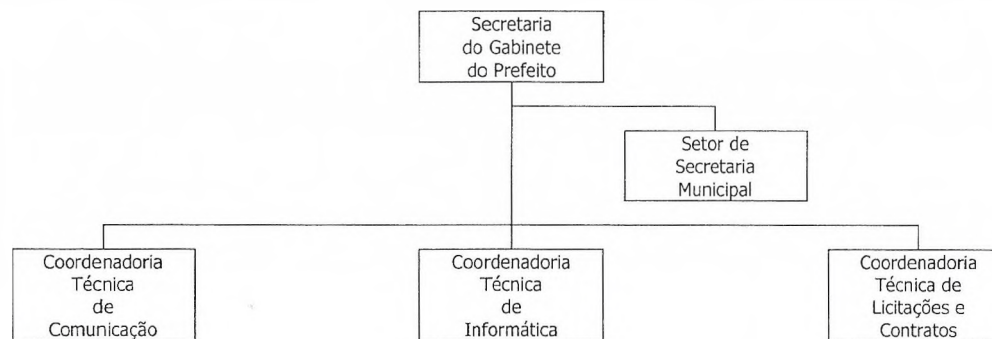 Secretaria
do Gabinete
do Prefeito
Setor de
Secretaria
Municipal
Coordenadoria
Técnica
de
Comunicação
Coordenadoria
Técnica
de
Informática
Coordenadoria
Técnica de
Licitações e
Contratos